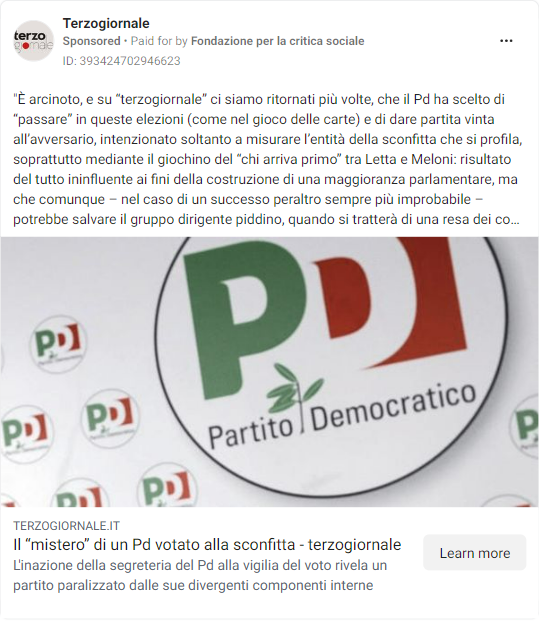 terzo
giornale
Terzogiornale
Sponsored • Paid for by Fondazione per la critica sociale
ID: 393424702946623
"È arcinoto, e su “terzogiornale” ci siamo ritornati più volte, che il Pd ha scelto di
“passare” in queste elezioni (come nel gioco delle carte) e di dare partita vinta
all’avversario, intenzionato soltanto a misurare l’entità della sconfitta che si profila,
soprattutto mediante il giochino del “chi arriva primo” tra Letta e Meloni: risultato
del tutto ininfluente ai fini della costruzione di una maggioranza parlamentare, ma
che comunque – nel caso di un successo peraltro sempre più improbabile –
potrebbe salvare il gruppo dirigente piddino, quando si tratterà di una resa dei co...
PD
Partito Democratico
PD
PD
PD
PD
PD
P
TERZOGIORNALE.IT
Il “mistero” di un Pd votato alla sconfitta - terzogiornale
L'inazione della segreteria del Pd alla vigilia del voto rivela un
partito paralizzato dalle sue divergenti componenti interne
Learn more